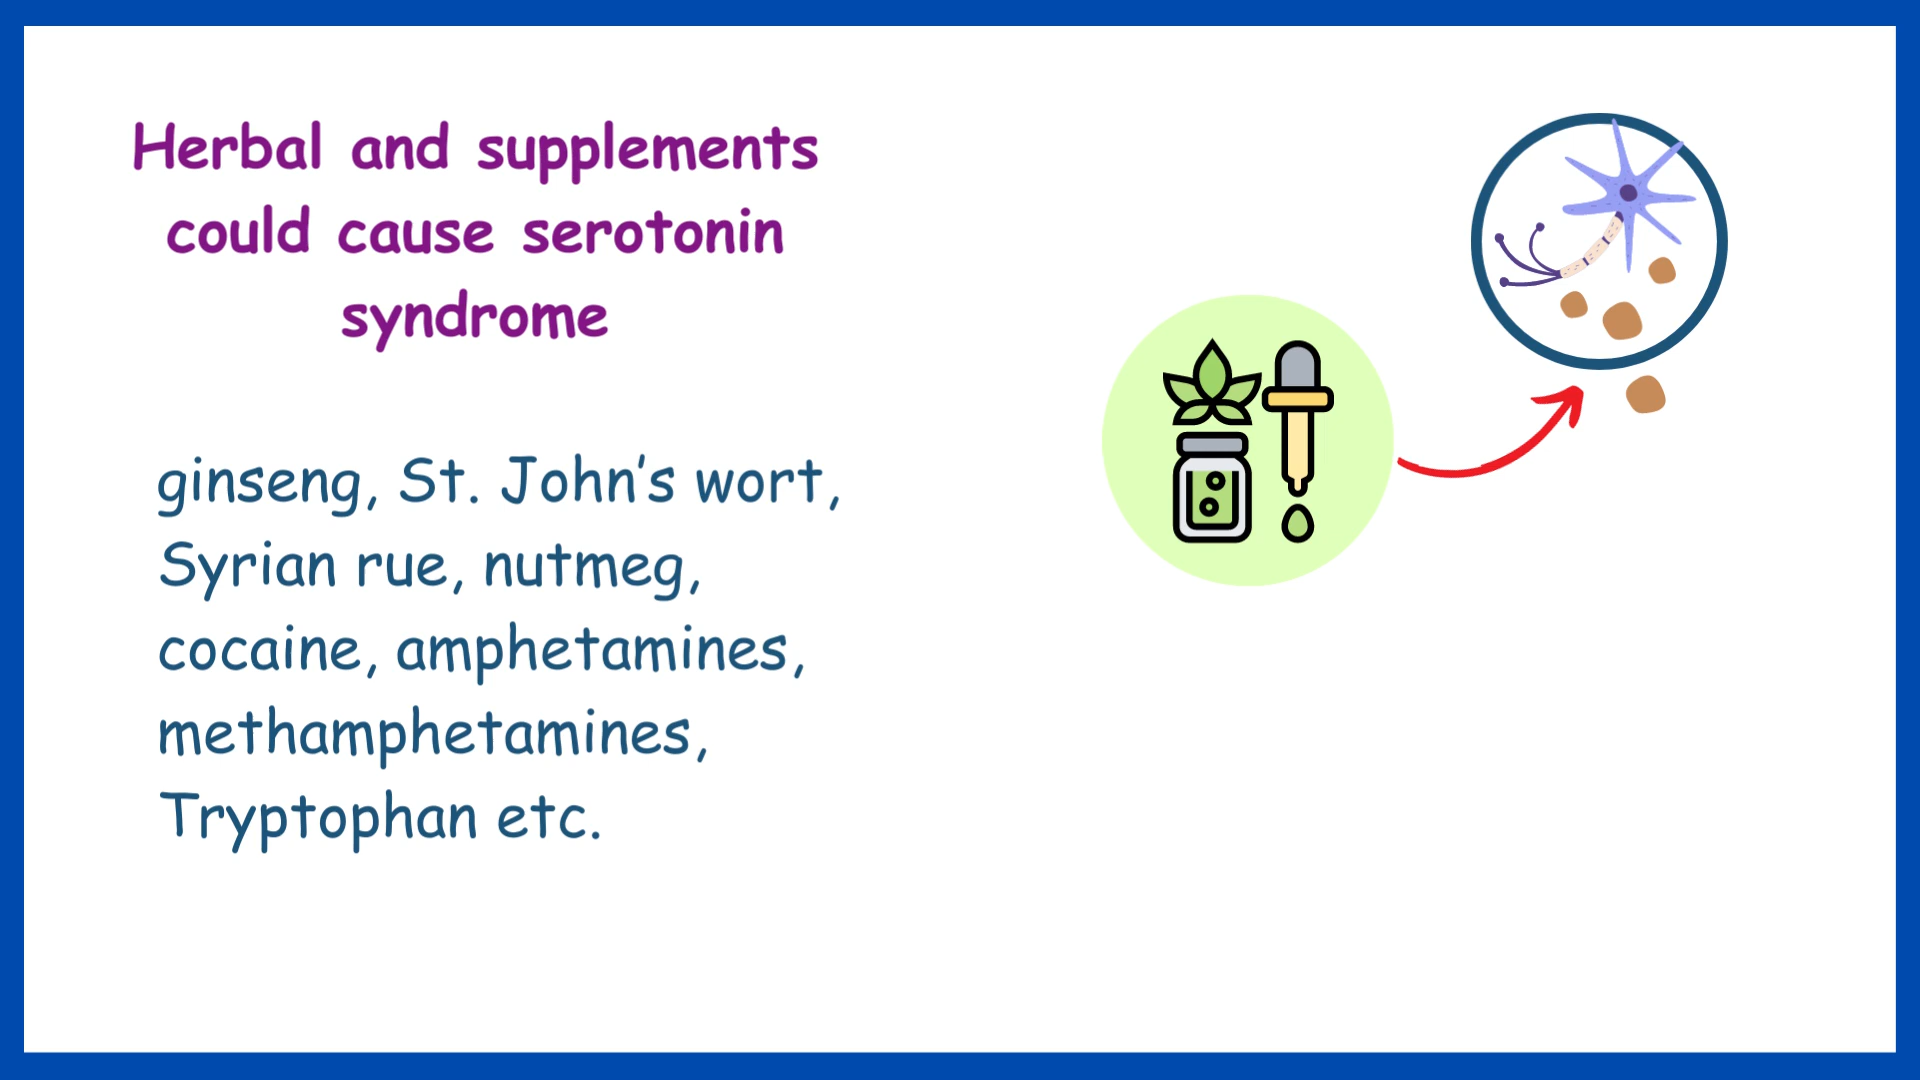 Herbal and supplements
could cause serotonin
syndrome
ginseng, St. John's wort,
Syrian rue, nutmeg,
cocaine, amphetamines,
methamphetamines,
Tryptophan etc.